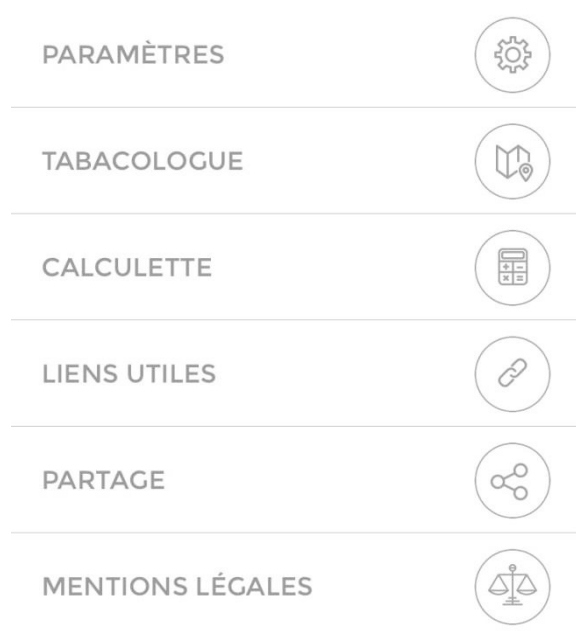 PARAMÈTRES
TABACOLOGUE
CALCULETTE
LIENS UTILES
PARTAGE
MENTIONS LÉGALES